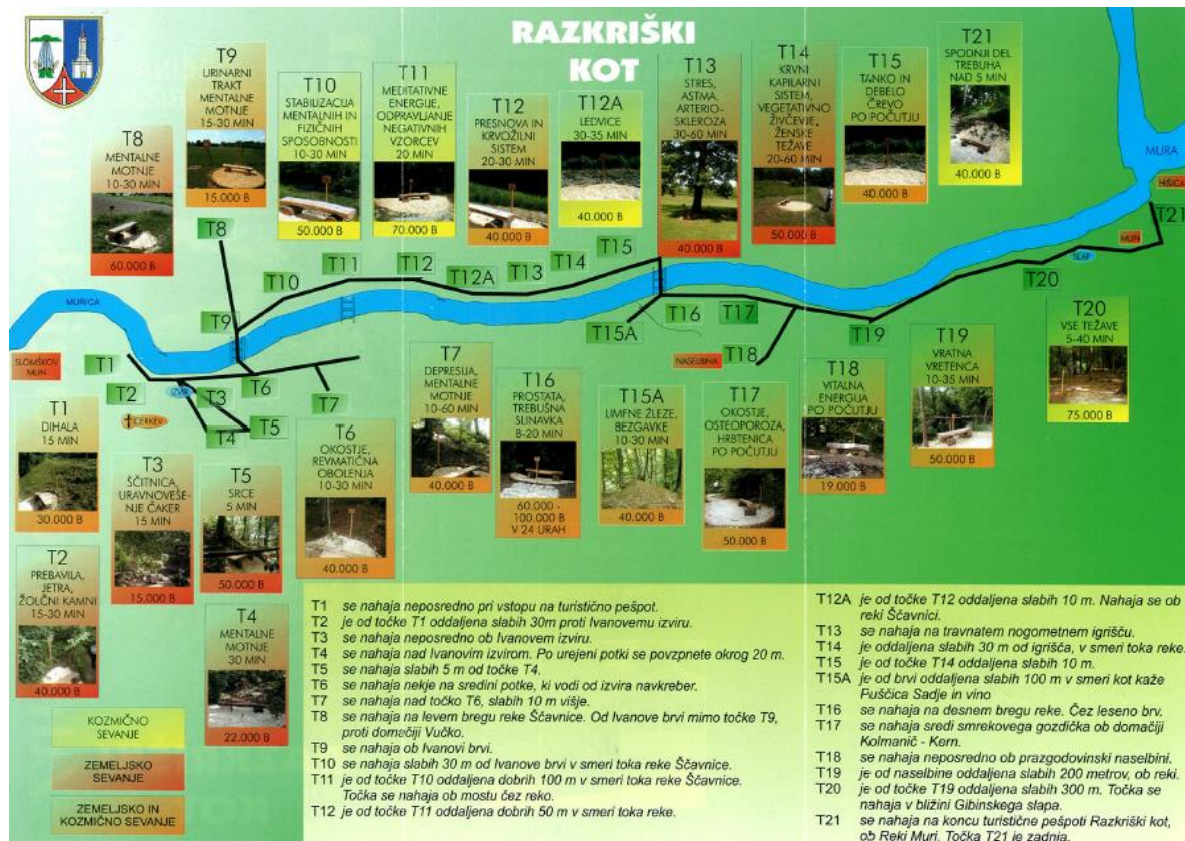 RAZKRIŠKI
KOT
T8
MENTALNE
MOTNJE
10-30 MIN
60.000 B
T9
URINARNI
TRAKT
MENTALNE
MOTNJE
15-30 MIN
15.000 B
T10
STABILIZACIJA
MENTALNIH IN
FIZIČNIH
SPOSOBNOSTI
10-30 MIN
50.000 B
T11
MEDITATIVNE
ENERGIJE,
ODPRAVLJANJE
NEGATIVNIH
VZORCEV
20 MIN
70.000 B
T12
PRESNOVA IN
KRVOŽILNI
SISTEM
20-30 MIN
40.000 B
T12A
LEDVICE
30-35 MIN
40.000 B
T13
STRES,
ASTMA,
ARTERIO-
SKLEROZA
30-60 MIN
40.000 B
T14
KRVNI
KAPILARNI
SISTEM,
VEGETATIVNO
ŽIVČEVJE,
ŽENSKE
TEŽAVE
20-60 MIN
50.000 B
T15
TANKO IN
DEBELO
ČREVO
PO POČUTJU
40.000 B
T21
SPODNJI DEL
TREBUHA
NAD 5 MIN
40.000 B
MURA
HIŠICA
T21
MLIN
SLAP
T20
T19
T8
T10
T11
T12
T12A
T13
T14
T15
T9
MURICA
T15A
T16
T17
T18
NASELBINA
SLOMŠKOV
MLIN
T1
T2
IZVIR
T3
T4
T5
T6
T7
CERKEV
T1
DIHALA
15 MIN
30.000 B
T2
PREBAVILA,
JETRA,
ŽOLČNI KAMNI
15-30 MIN
40.000 B
T3
ŠČITNICA,
URAVNOVEŠE-
NJE ČAKER
15 MIN
15.000 B
T5
SRCE
5 MIN
50.000 B
T4
MENTALNE
MOTNJE
30 MIN
22.000 B
T6
OKOSTJE,
REVMATIČNA
OBOLENJA
10-30 MIN
40.000 B
T7
DEPRESIJA,
MENTALNE
MOTNJE
10-60 MIN
40.000 B
T16
PROSTATA,
TREBUŠNA
SLINAVKA
8-20 MIN
60.000 -
100.000 B
V 24 URAH
T15A
LIMFNE ŽLEZE,
BEZGAVKE
10-30 MIN
40.000 B
T17
OKOSTJE,
OSTEOPOROZA,
HRBTENICA
PO POČUTJU
50.000 B
T18
VITALNA
ENERGIJA
PO POČUTJU
19.000 B
T19
VRATNA
VRETENCA
10-35 MIN
50.000 B
T20
VSE TEŽAVE
5-40 MIN
75.000 B
KOZMIČNO
SEVANJE
ZEMELJSKO
SEVANJE
ZEMELJSKO IN
KOZMIČNO SEVANJE
T1 se nahaja neposredno pri vstopu na turistično pešpot.
T2 je od točke T1 oddaljena slabih 30m proti Ivanovemu izviru.
T3 se nahaja neposredno ob Ivanovem izviru.
T4 se nahaja nad Ivanovim izvirom. Po urejeni potki se povzpnete okrog 20 m.
T5 se nahaja slabih 5 m od točke T4.
T6 se nahaja nekje na sredini potke, ki vodi od izvira navkreber.
T7 se nahaja nad točko T6, slabih 10 m višje.
T8 se nahaja na levem bregu reke Ščavnice. Od Ivanove brvi mimo točke T9,
proti domačiji Vučko.
T9 se nahaja ob Ivanovi brvi.
T10 se nahaja slabih 30 m od Ivanove brvi v smeri toka reke Ščavnice.
T11 je od točke T10 oddaljena dobrih 100 m v smeri toka reke Ščavnice.
Točka se nahaja ob mostu čez reko.
T12 je od točke T11 oddaljena dobrih 50 m v smeri toka reke.
T12A je od točke T12 oddaljena slabih 10 m. Nahaja se ob
reki Ščavnici.
T13 se nahaja na travnatem nogometnem igrišču.
T14 je oddaljena slabih 30 m od igrišča, v smeri toka reke.
T15 je od točke T14 oddaljena slabih 10 m.
T15A je od brvi oddaljena slabih 100 m v smeri kot kaže
Puščica Sadje in vino
T16 se nahaja na desnem bregu reke. Čez leseno brv.
T17 se nahaja sredi smrekovega gozdička ob domačiji
Kolmanič - Kern.
T18 se nahaja neposredno ob prazgodovinski naselbini.
T19 je od naselbine oddaljena slabih 200 metrov, ob reki.
T20 je od točke T19 oddaljena slabih 300 m. Točka se
nahaja v bližini Gibinskega slapa.
T21 se nahaja na koncu turistične pešpoti Razkriški kot,
ob Reki Muri. Točka T21 je zadnja.